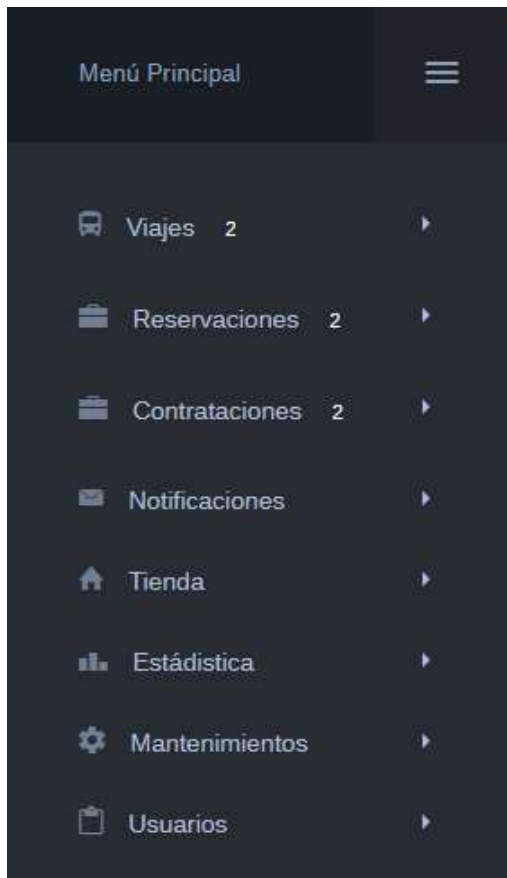 Menú Principal
Viajes 2
Reservaciones 2
Contrataciones 2
Notificaciones
Tienda
Estádistica
Mantenimientos
Usuarios